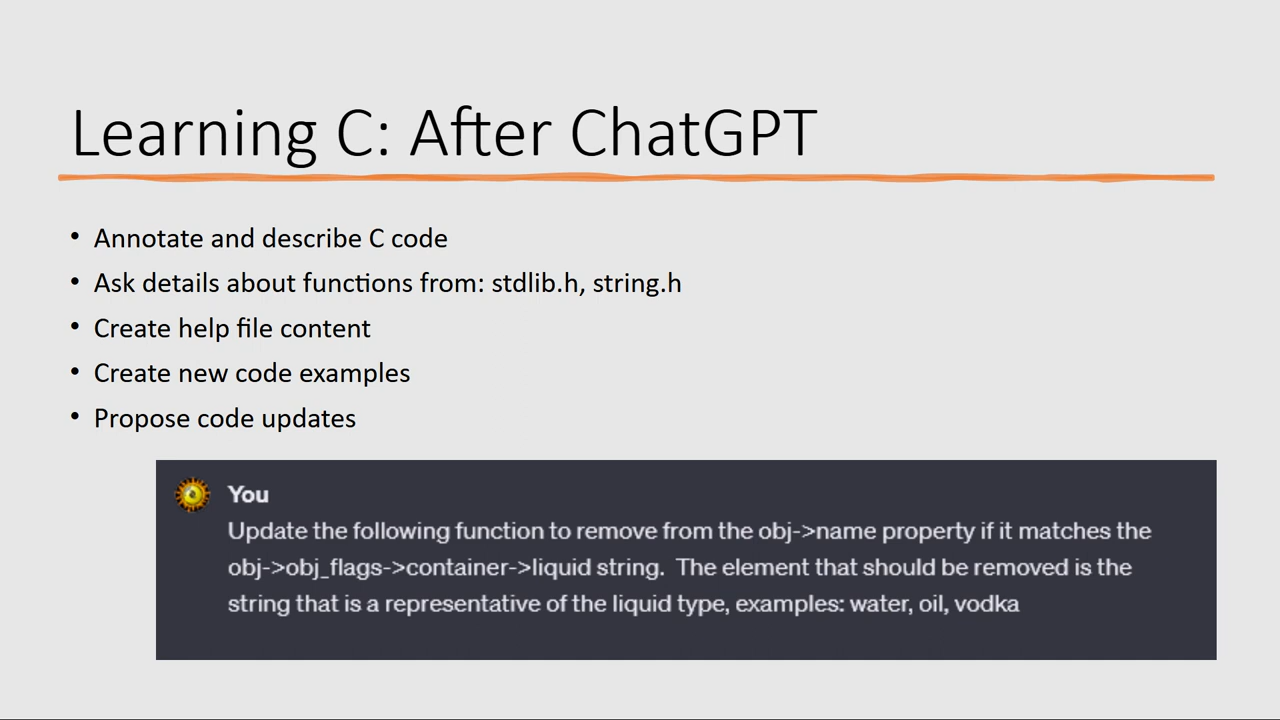 Learning C: After ChatGPT
• Annotate and describe C code
• Ask details about functions from: stdlib.h, string.h
• Create help file content
• Create new code examples
• Propose code updates
You
Update the following function to remove from the obj->name property if it matches the
obj->obj_flags->container->liquid string.  The element that should be removed is the
string that is a representative of the liquid type, examples: water, oil, vodka